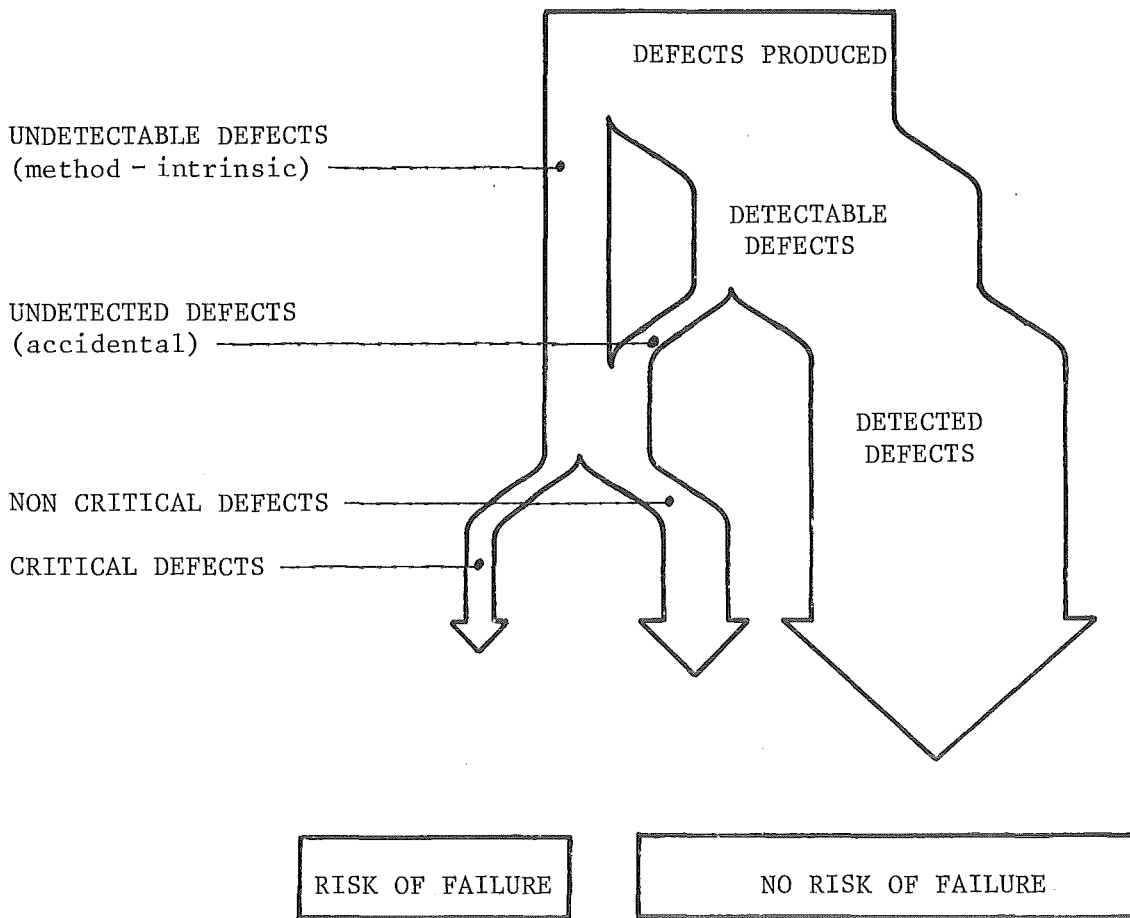 DEFECTS PRODUCED
UNDETECTABLE DEFECTS
(method - intrinsic)
DETECTABLE
DEFECTS
UNDETECTED DEFECTS
(accidental)
DETECTED
DEFECTS
NON CRITICAL DEFECTS
CRITICAL DEFECTS
RISK OF FAILURE
NO RISK OF FAILURE